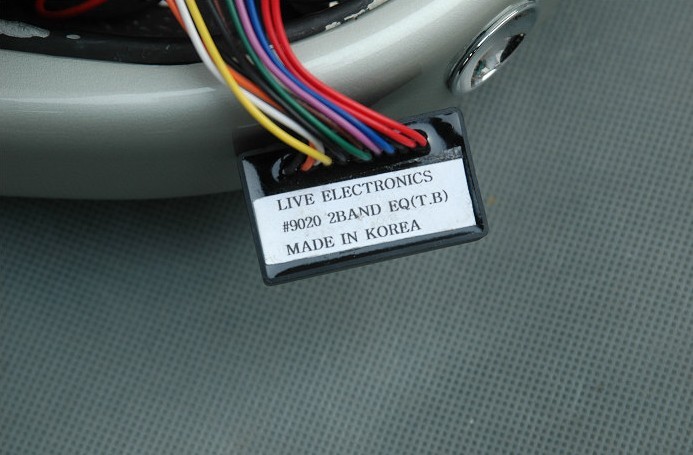 LIVE ELECTRONICS
#9020 2BAND EQ(T.B)
MADE IN KOREA